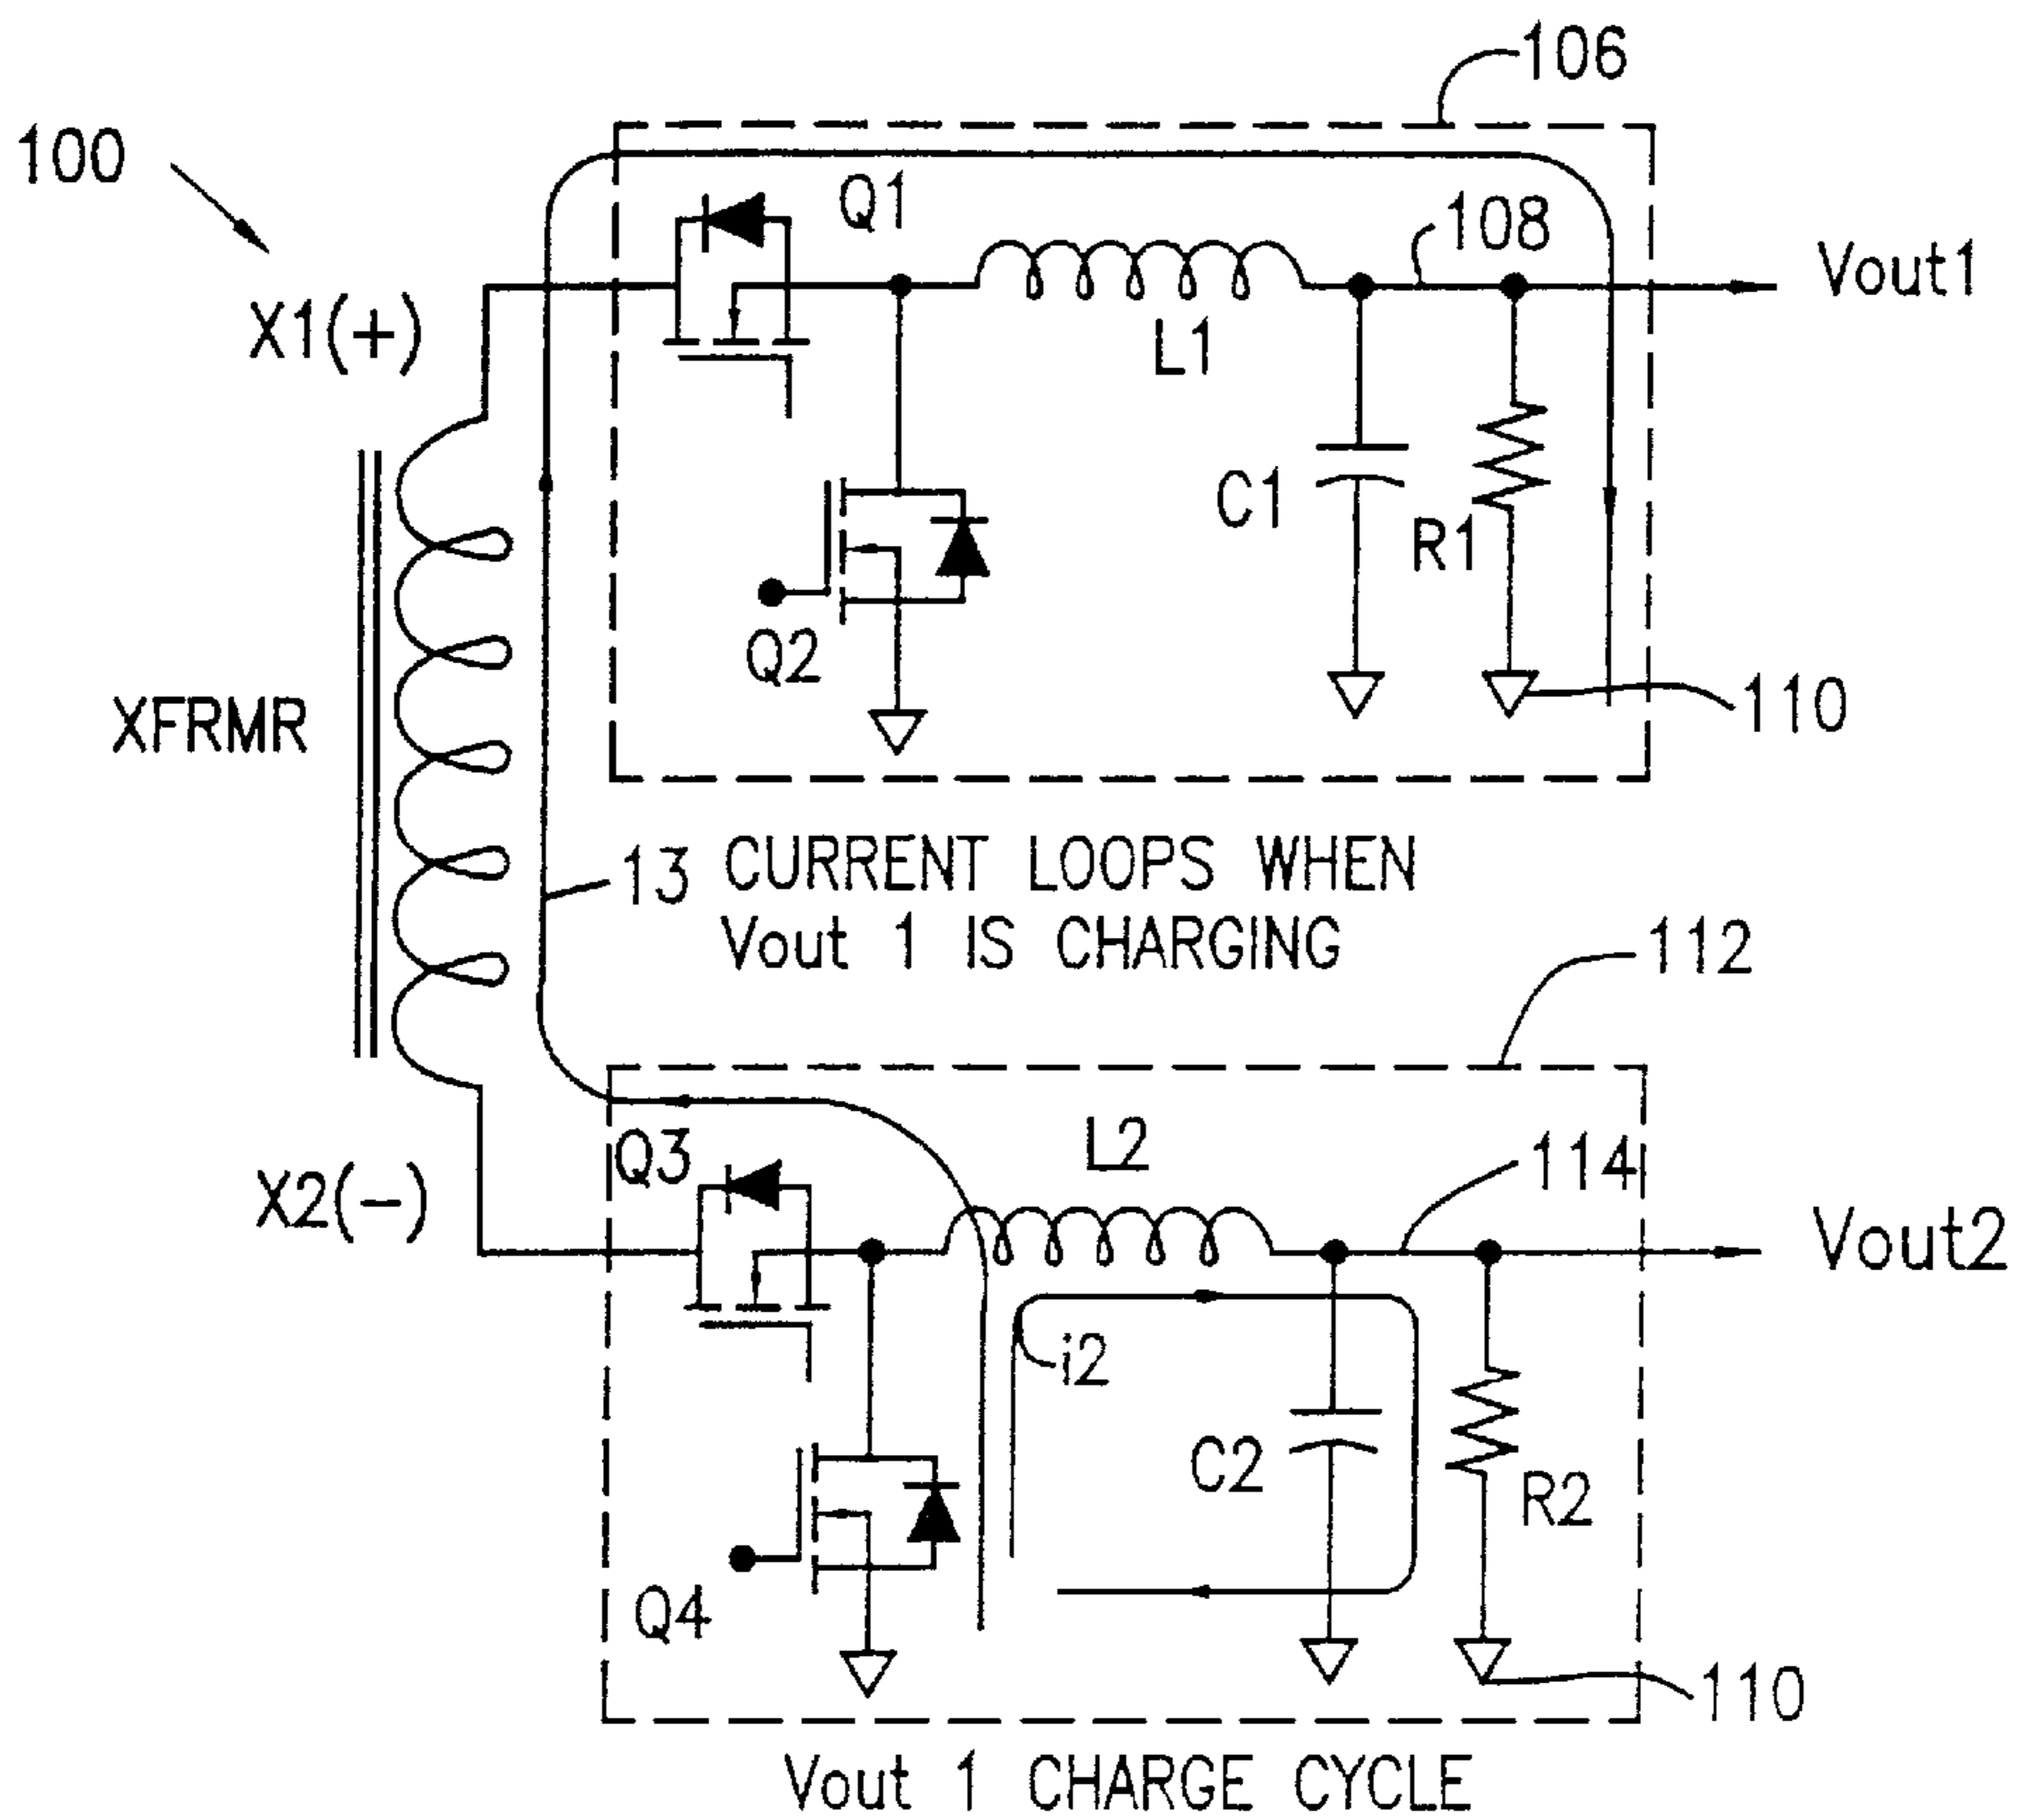 106
100
Q1
108
Vout1
X1(+)
L1
C1
R1
Q2
110
XFRMR
13 CURRENT LOOPS WHEN
Vout 1 IS CHARGING
112
L2
Q3
114
X2(-)
Vout2
i2
C2
R2
Q4
110
Vout 1 CHARGE CYCLE